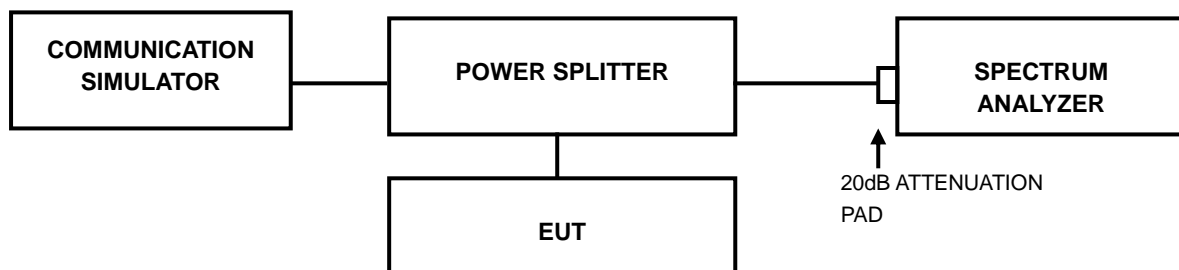 COMMUNICATION
SIMULATOR
POWER SPLITTER
SPECTRUM
ANALYZER
20dB ATTENUATION
PAD
EUT